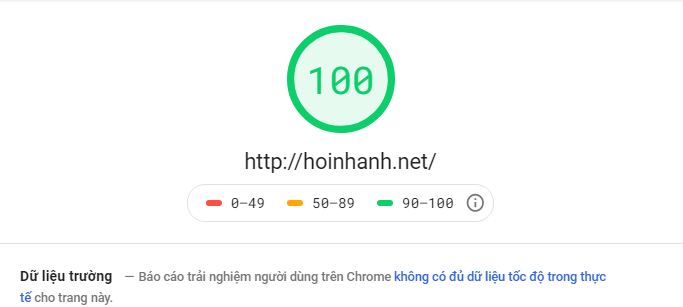 100
http://hoinhanh.net/
0–49 50–89 90–100
Dữ liệu trường — Báo cáo trải nghiệm người dùng trên Chrome không có đủ dữ liệu tốc độ trong thực
tế cho trang này.